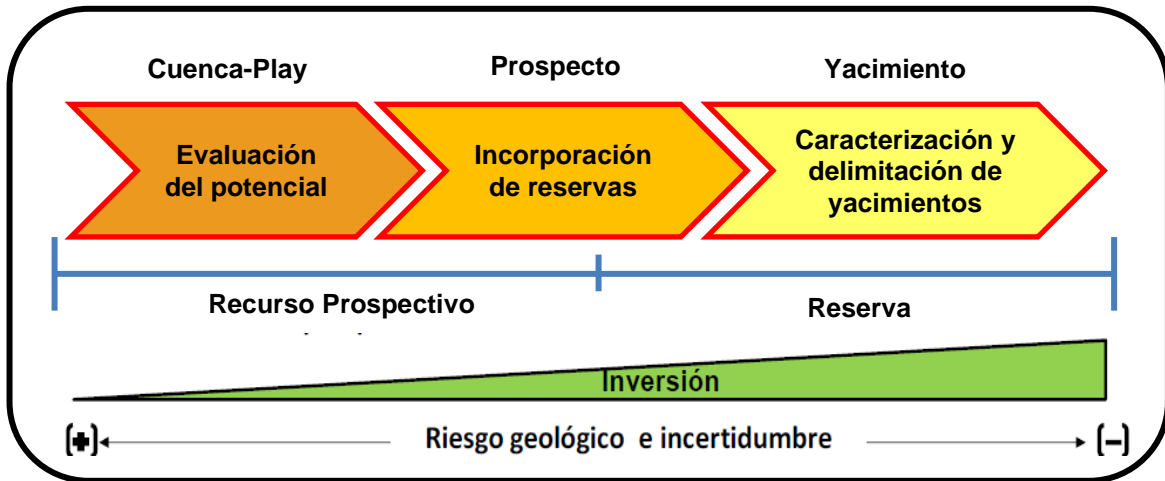 Cuenca-Play
Prospecto
Yacimiento
Evaluación
del potencial
Incorporación
de reservas
Caracterización y
delimitación de
yacimientos
Recurso Prospectivo
Reserva
Inversión
(+)
Riesgo geológico e incertidumbre
(-)